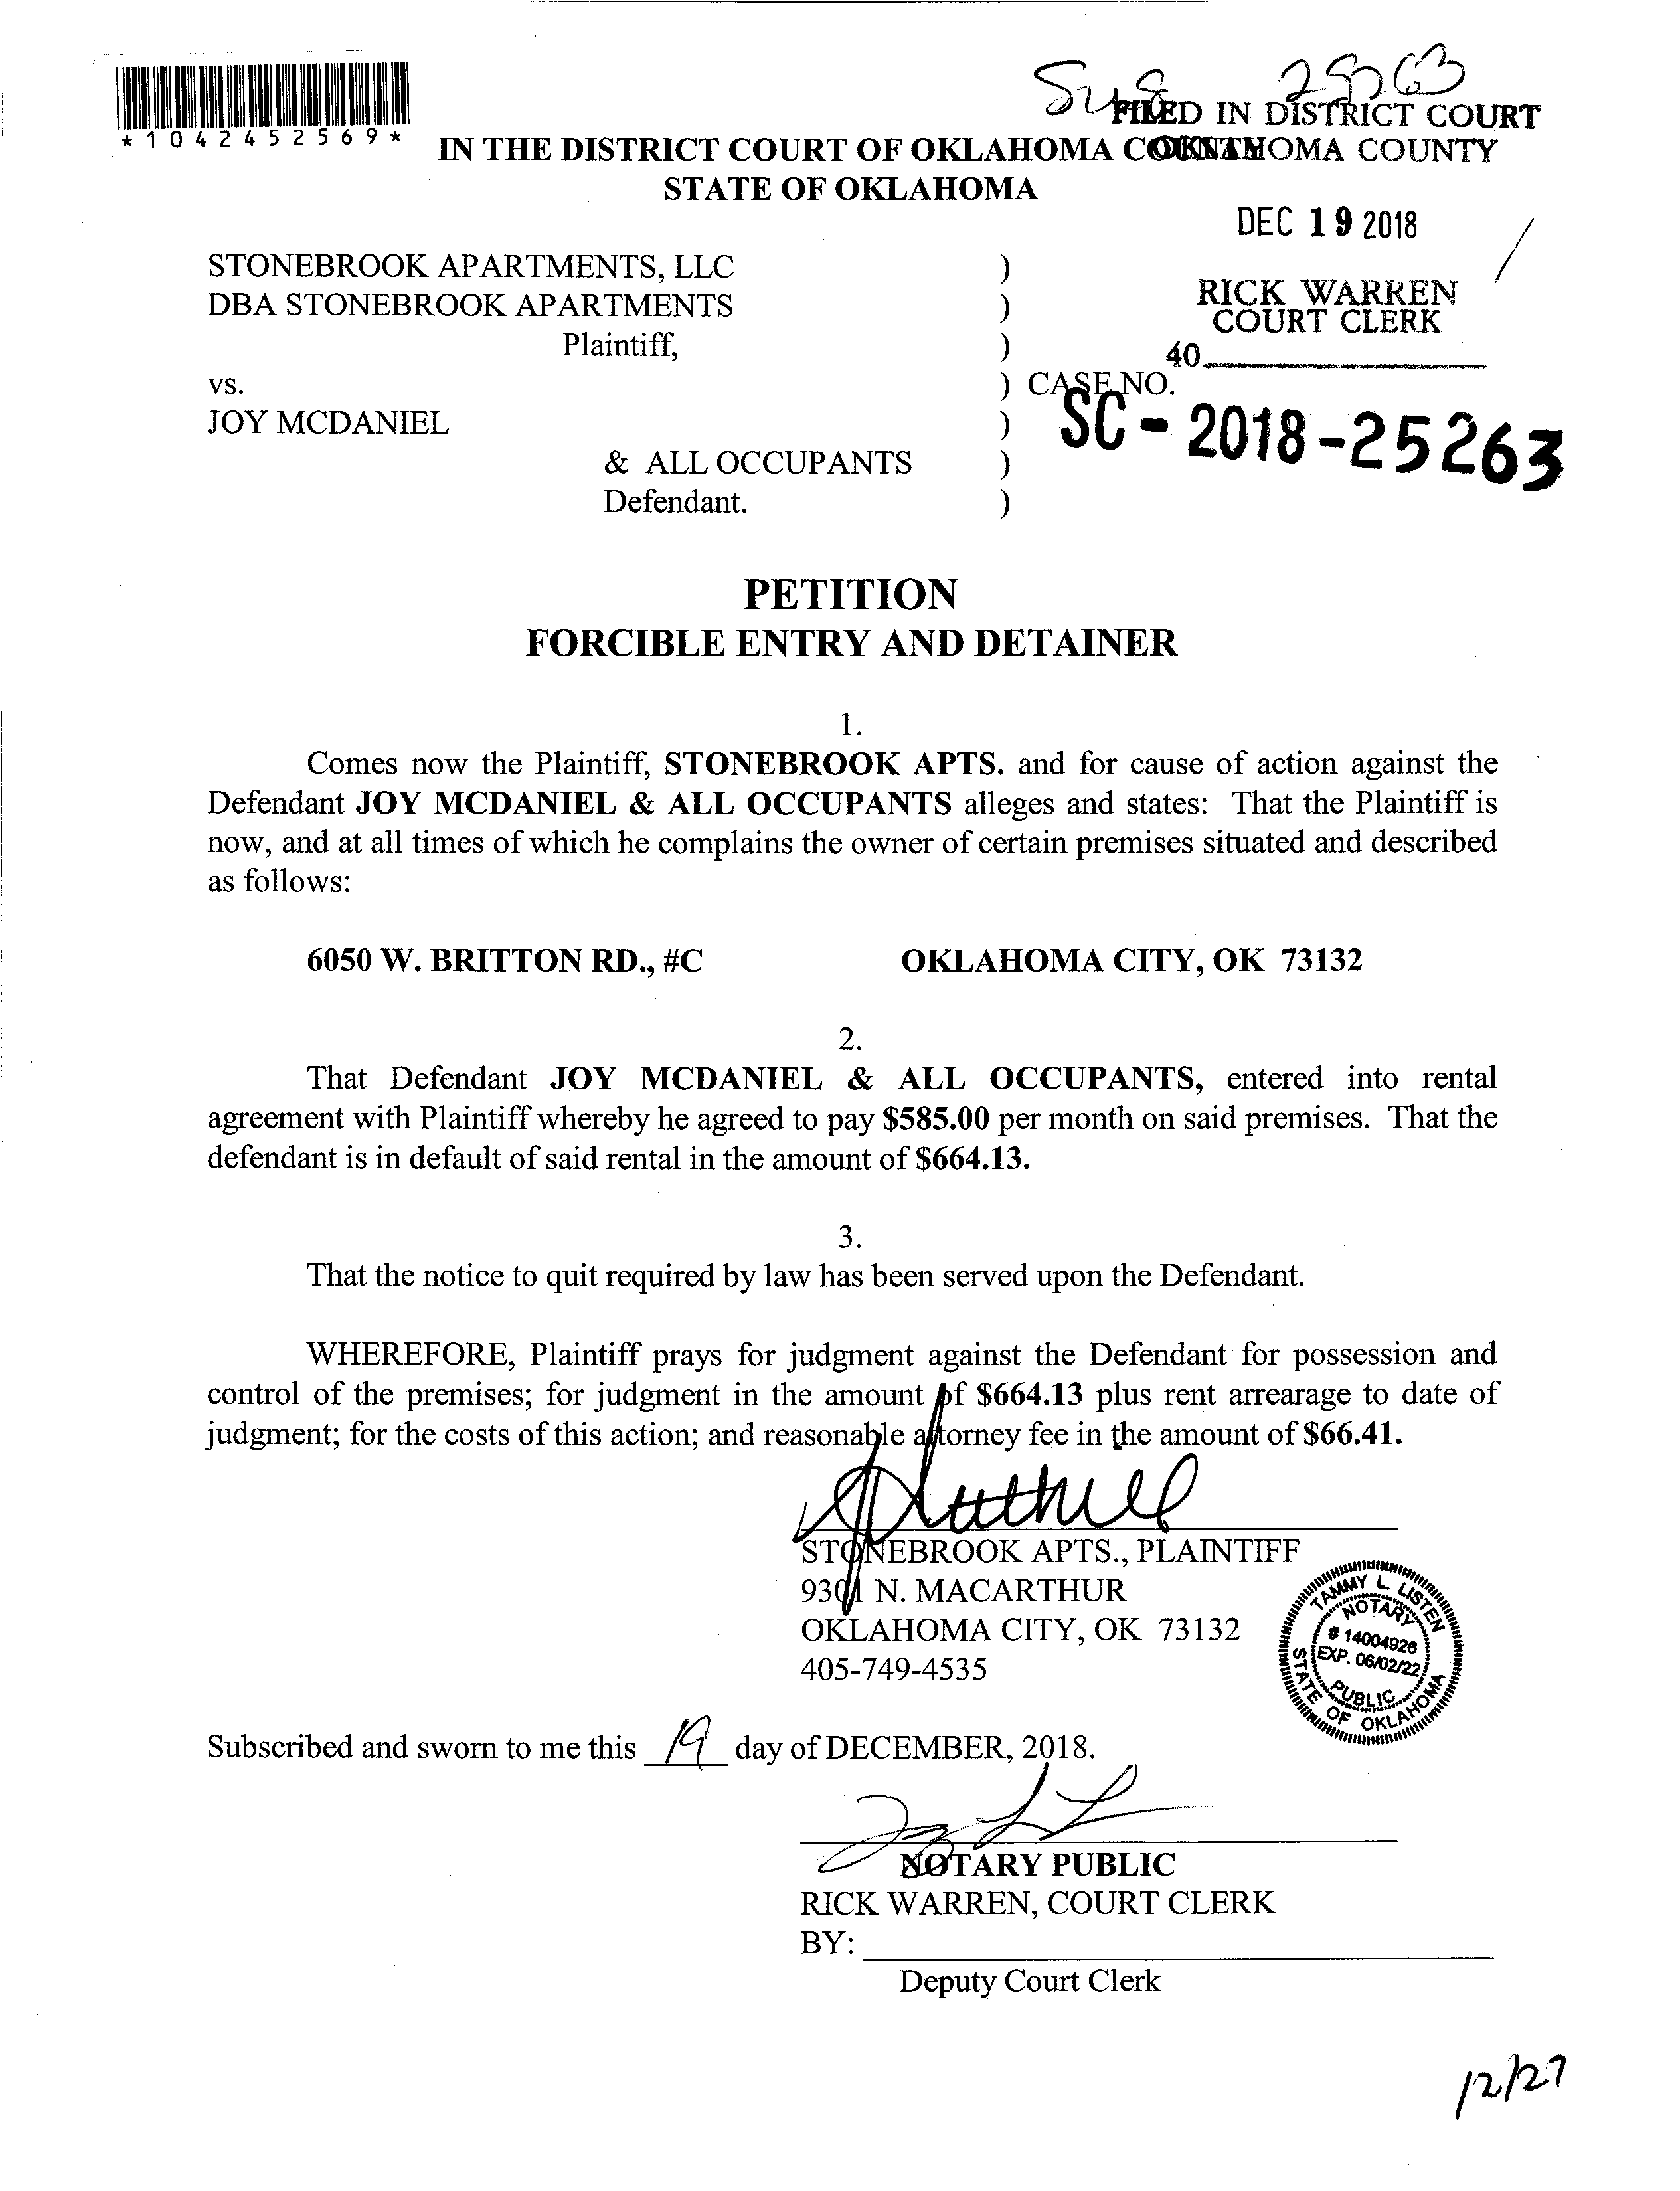 *1042452569*
25263
FILED IN DISTRICT COURT
OKLAHOMA COUNTY
IN THE DISTRICT COURT OF OKLAHOMA COUNTY
STATE OF OKLAHOMA
DEC 19 2018
STONEBROOK APARTMENTS, LLC )
DBA STONEBROOK APARTMENTS )
RICK WARREN
COURT CLERK
Plaintiff, )
40
vs. ) CASE NO.
JOY MCDANIEL )
SC-2018-25263
& ALL OCCUPANTS )
Defendant. )
PETITION
FORCIBLE ENTRY AND DETAINER
1.
Comes now the Plaintiff, STONEBROOK APTS. and for cause of action against the
Defendant JOY MCDANIEL & ALL OCCUPANTS alleges and states: That the Plaintiff is
now, and at all times of which he complains the owner of certain premises situated and described
as follows:
6050 W. BRITTON RD., #C OKLAHOMA CITY, OK 73132
2.
That Defendant JOY MCDANIEL & ALL OCCUPANTS, entered into rental
agreement with Plaintiff whereby he agreed to pay $585.00 per month on said premises. That the
defendant is in default of said rental in the amount of $664.13.
3.
That the notice to quit required by law has been served upon the Defendant.
WHEREFORE, Plaintiff prays for judgment against the Defendant for possession and
control of the premises; for judgment in the amount of $664.13 plus rent arrearage to date of
judgment; for the costs of this action; and reasonable attorney fee in the amount of $66.41.
STONEBROOK APTS., PLAINTIFF
9301 N. MACARTHUR
OKLAHOMA CITY, OK 73132
405-749-4535
TAMMY L. LISTEN
NOTARY
# 14004926
EXP. 06/02/22
PUBLIC
STATE OF OKLAHOMA
Subscribed and sworn to me this 19 day of DECEMBER, 2018.
NOTARY PUBLIC
RICK WARREN, COURT CLERK
BY:
Deputy Court Clerk
12/27